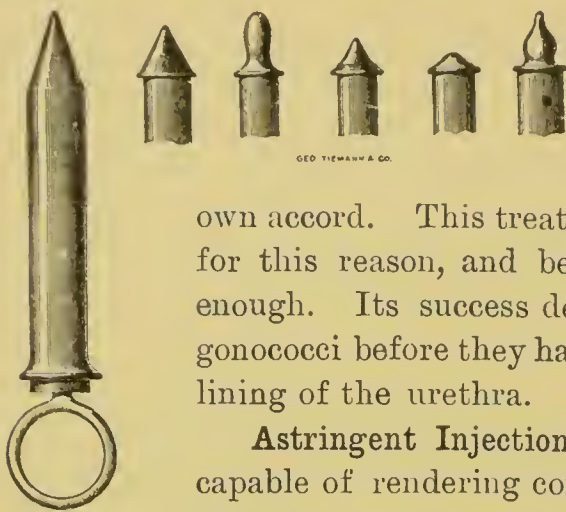 GEO TIEMANN & CO.
own accord. This treat
for this reason, and be
enough. Its success de
gonococci before they ha
lining of the urethra.
Astringent Injection
capable of rendering co